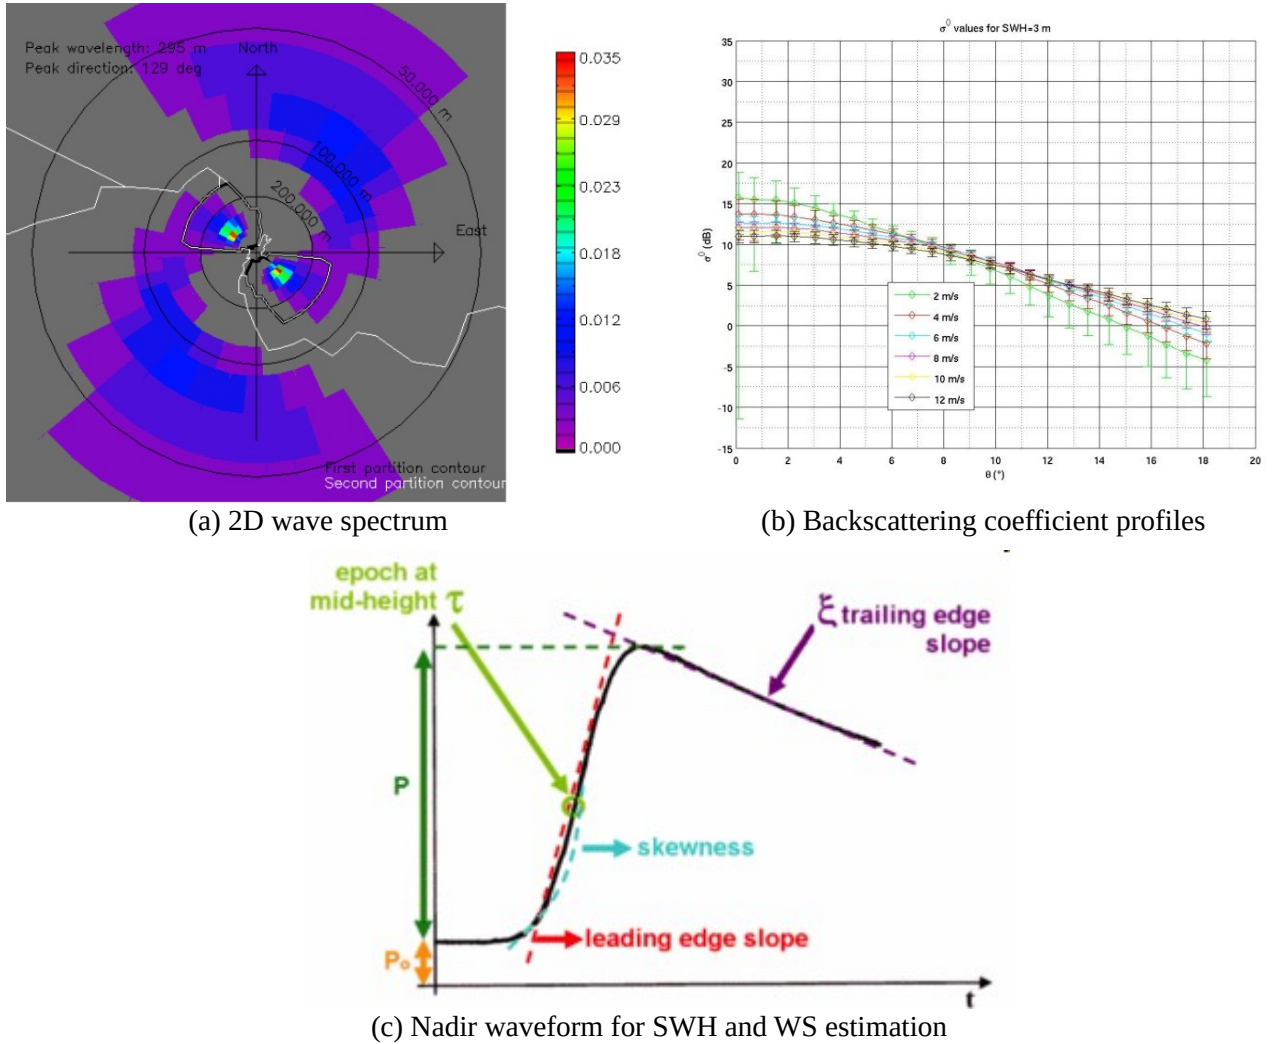 Peak wavelength: 295 m
Peak direction: 129 deg
North
East
50.000 m
100.000 m
200.000 m
First partition contour
Second partition contour
0.035
0.029
0.023
0.018
0.012
0.006
0.000
(a) 2D wave spectrum
σ⁰ values for SWH=3 m
35
30
25
20
15
10
5
0
-5
-10
-15
σ⁰ (dB)
0 2 4 6 8 10 12 14 16 18 20
θ (°)
2 m/s
4 m/s
6 m/s
8 m/s
10 m/s
12 m/s
(b) Backscattering coefficient profiles
epoch at
mid-height τ
ξ trailing edge
slope
P
skewness
leading edge slope
Po
t
(c) Nadir waveform for SWH and WS estimation